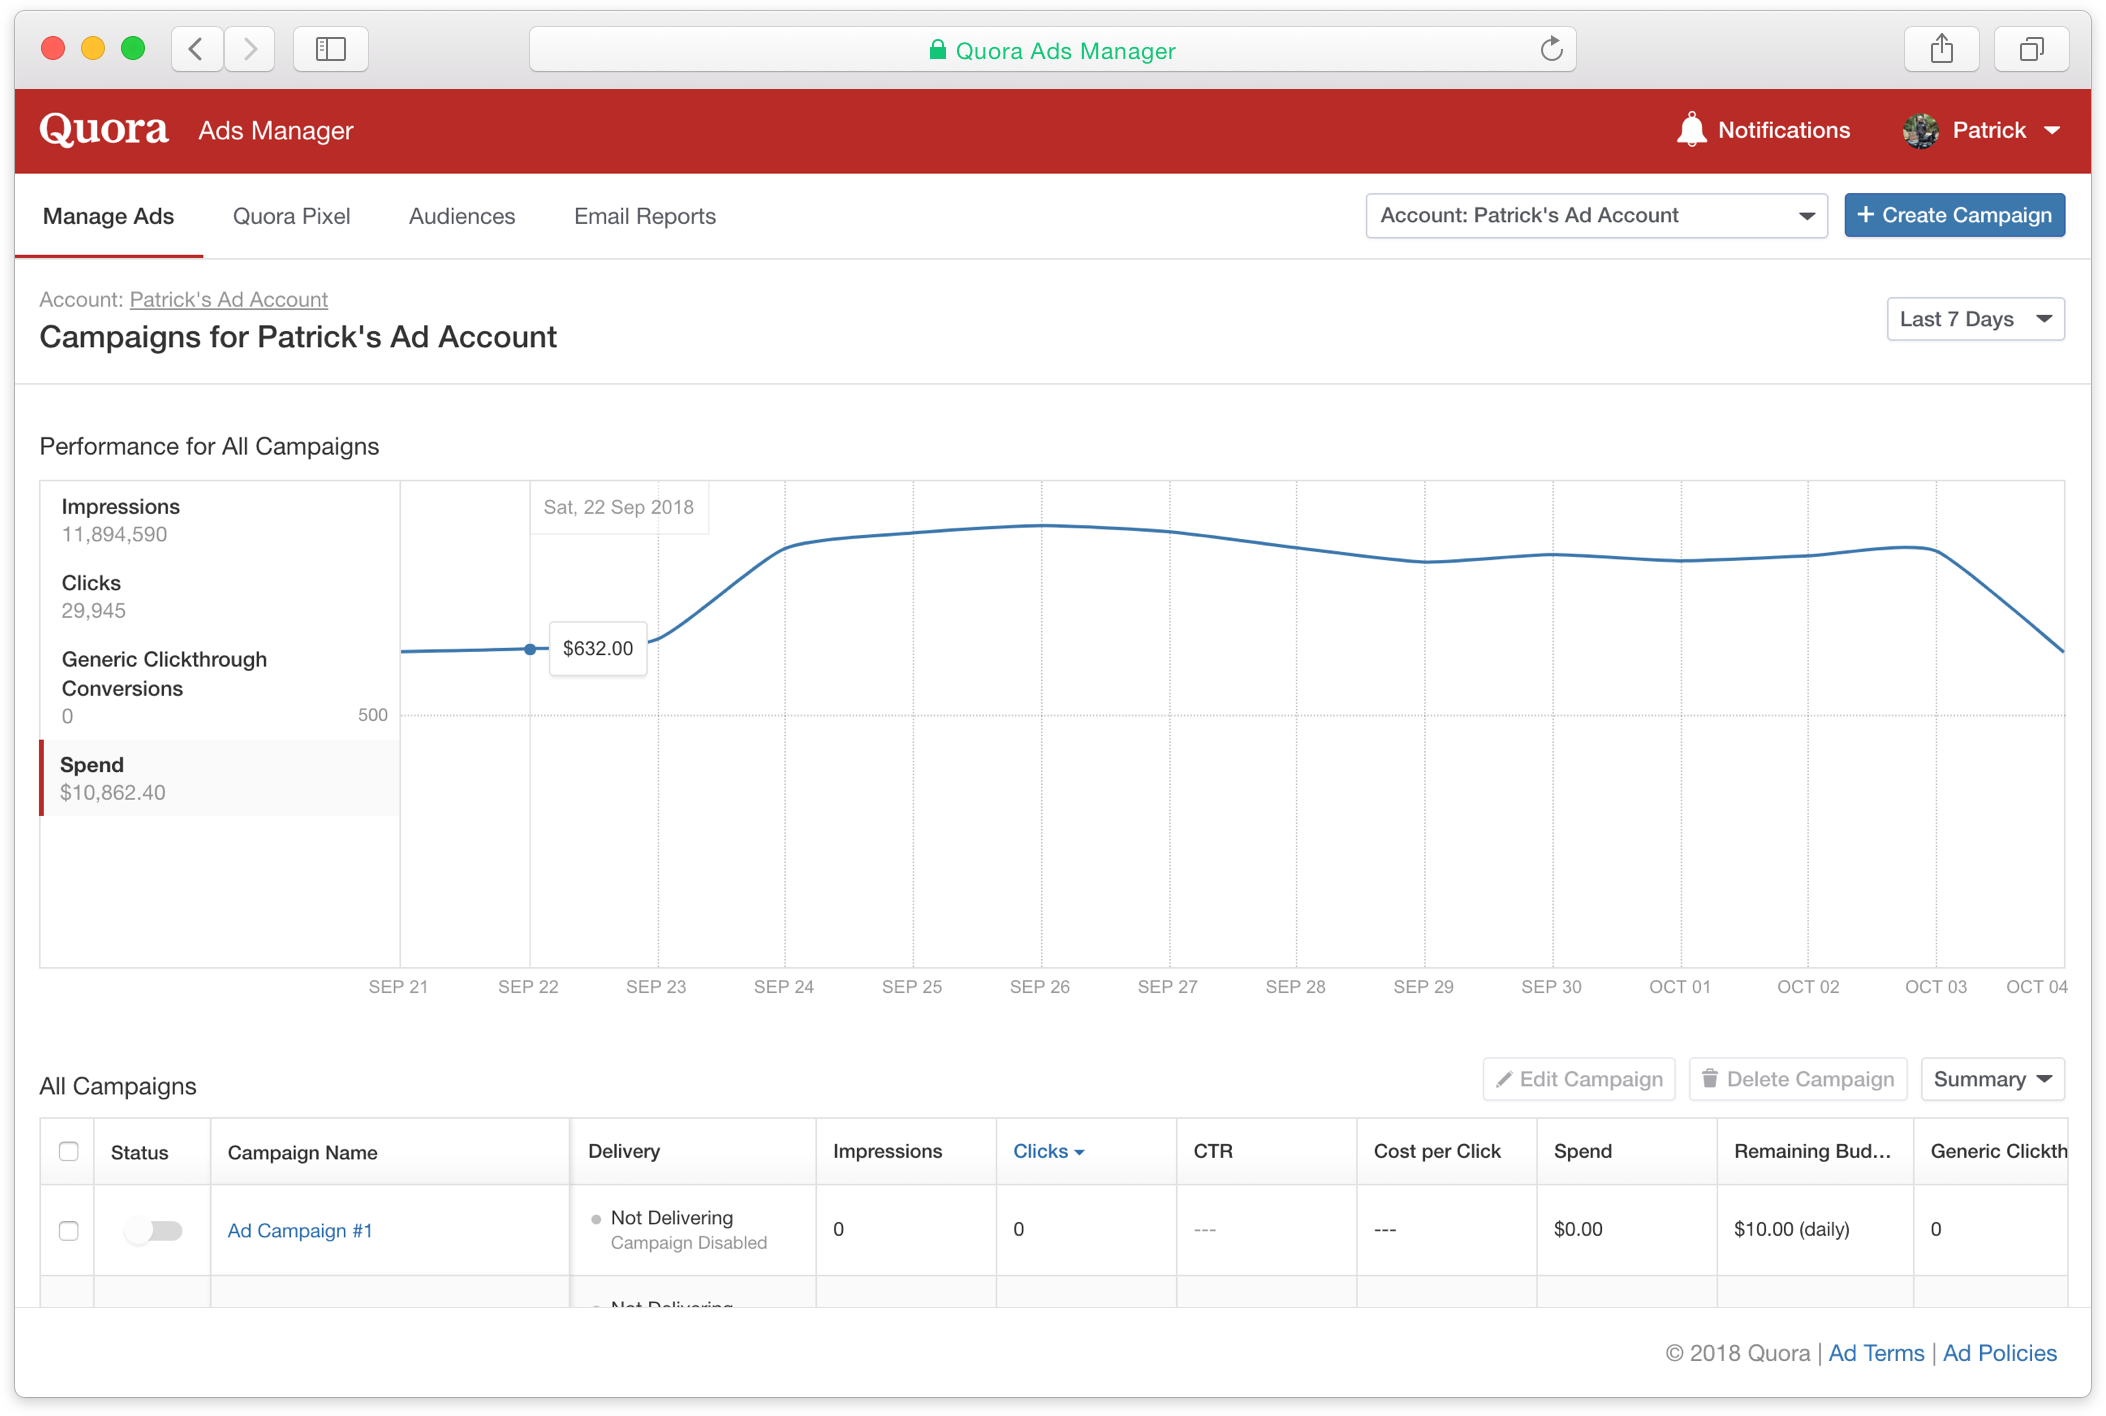 Quora Ads Manager
Quora Ads Manager
Notifications Patrick
Manage Ads Quora Pixel Audiences Email Reports
Account: Patrick's Ad Account
+ Create Campaign
Account: Patrick's Ad Account
Campaigns for Patrick's Ad Account
Last 7 Days
Performance for All Campaigns
Impressions
11,894,590
Clicks
29,945
Generic Clickthrough
Conversions
0
Spend
$10,862.40
500
Sat, 22 Sep 2018
$632.00
SEP 21 SEP 22 SEP 23 SEP 24 SEP 25 SEP 26 SEP 27 SEP 28 SEP 29 SEP 30 OCT 01 OCT 02 OCT 03 OCT 04
All Campaigns
Edit Campaign Delete Campaign Summary
Status Campaign Name Delivery Impressions Clicks CTR Cost per Click Spend Remaining Bud... Generic Clickth
Ad Campaign #1 Not Delivering 0 0 --- --- $0.00 $10.00 (daily) 0
Campaign Disabled
Not Delivering
© 2018 Quora | Ad Terms | Ad Policies